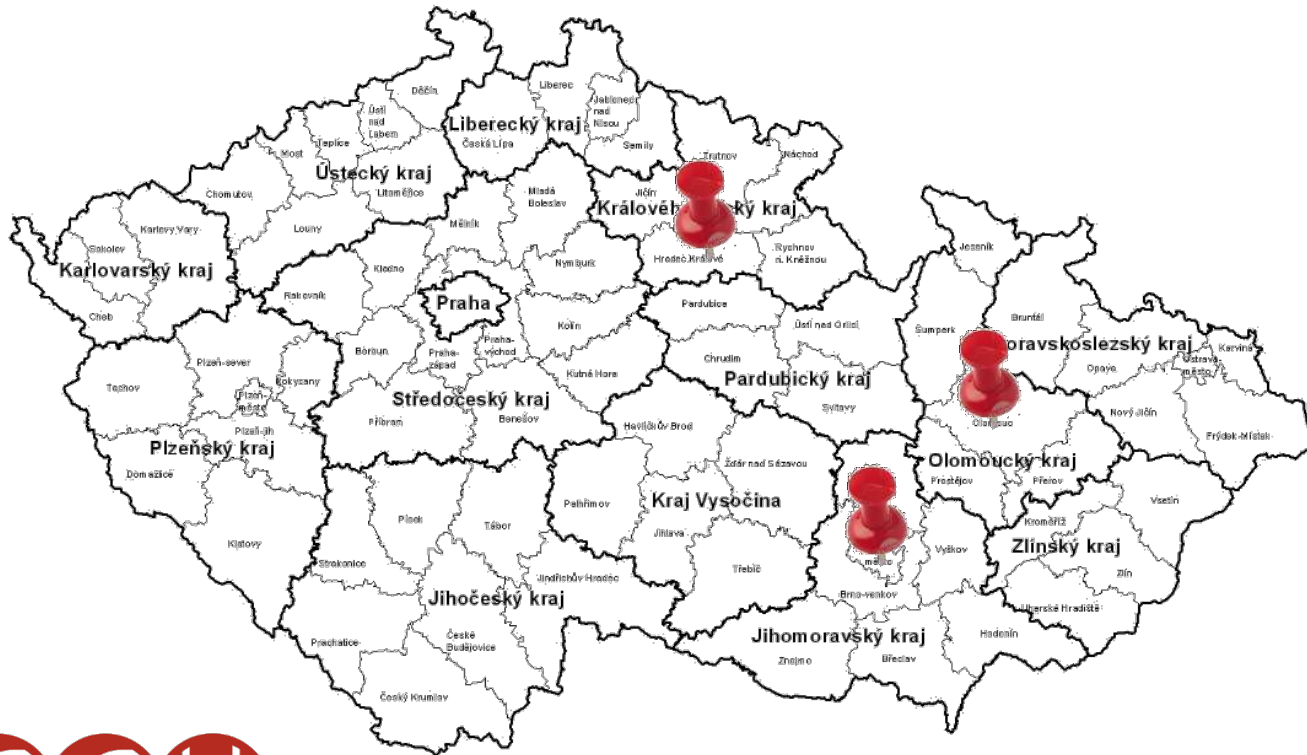 Děčín
Liberec
Ústí
nad
Labem
Jablonec
nad
Nisou
Liberecký kraj
Teplice
Česká Lípa
Semily
Trutnov
Náchod
Most
Ústecký kraj
Litoměřice
Chomutov
Mladá
Boleslav
Jičín
Mělník
Karlovy Vary
Louny
Sokolov
Nymburk
Hradec Králové
Rychnov
n. Kněžnou
Jeseník
Karlovarský kraj
Kladno
Rakovník
Praha
Pardubice
Cheb
Kolín
Ústí nad Orlicí
Šumperk
Bruntál
Beroun
Praha-
západ
Praha-
východ
Chrudim
Karviná
Ostrava-
město
Opava
Plzeň-sever
Tachov
Kutná Hora
Pardubický kraj
Plzeň-
město
Středočeský kraj
Svitavy
Příbram
Benešov
Nový Jičín
Plzeň-jih
Havlíčkův Brod
Frýdek-Místek
Plzeňský kraj
Domažlice
Žďár nad Sázavou
Olomoucký kraj
Prostějov
Přerov
Pelhřimov
Kraj Vysočina
Vsetín
Písek
Tábor
Jihlava
Kroměříž
Klatovy
Vyškov
Zlínský kraj
Strakonice
Třebíč
Zlín
Jindřichův Hradec
Jihočeský kraj
Brno-venkov
Uherské Hradiště
Prachatice
České
Budějovice
Jihomoravský kraj
Hodonín
Znojmo
Břeclav
Český Krumlov